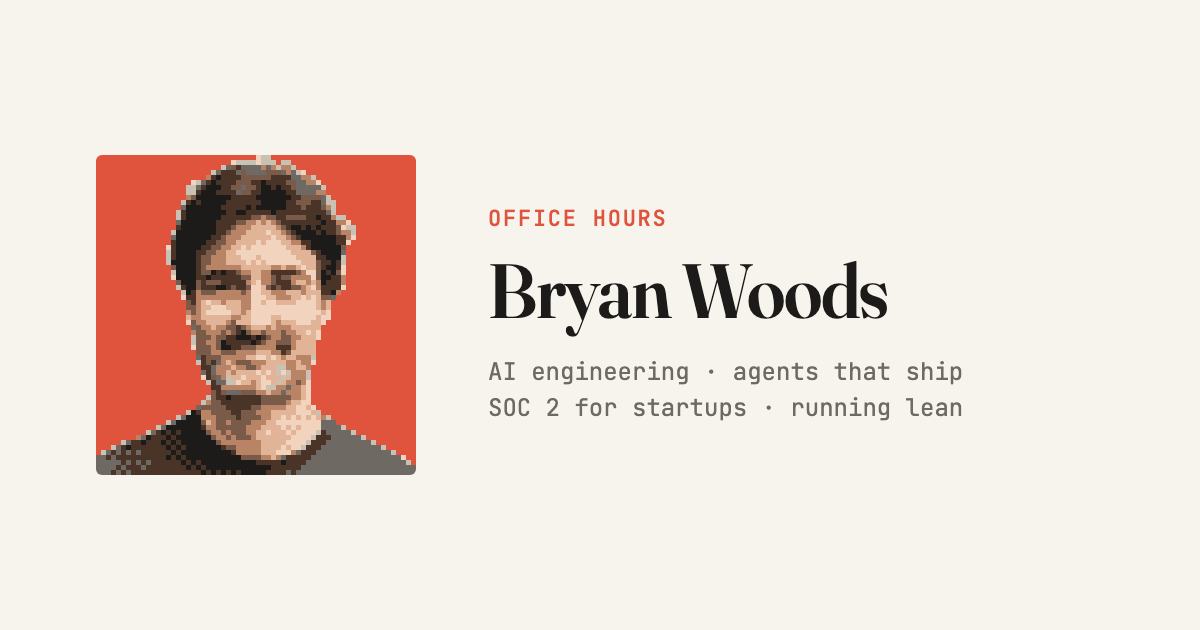 OFFICE HOURS
Bryan Woods
AI engineering · agents that ship
SOC 2 for startups · running lean